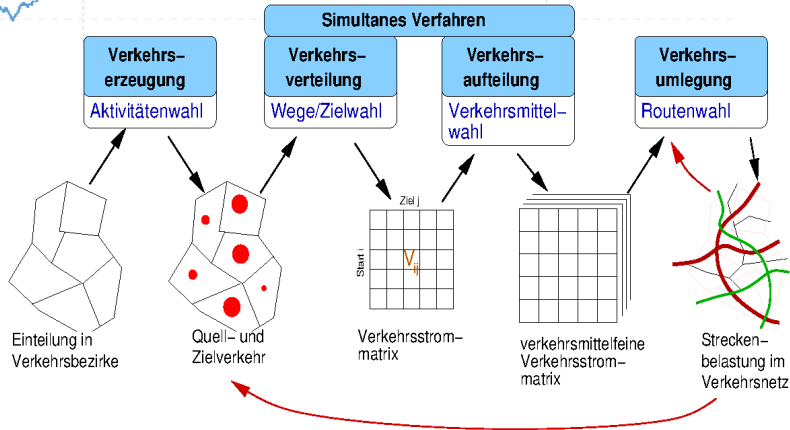 Simultanes Verfahren
Verkehrs–
erzeugung
Aktivitätenwahl
Verkehrs–
verteilung
Wege/Zielwahl
Verkehrs–
aufteilung
Verkehrsmittel–
wahl
Verkehrs–
umlegung
Routenwahl
Einteilung in
Verkehrsbezirke
Quell– und
Zielverkehr
Ziel j
Start i
Vij
Verkehrsstrom–
matrix
verkehrsmittelfeine
Verkehrsstrom–
matrix
Strecken–
belastung im
Verkehrsnetz